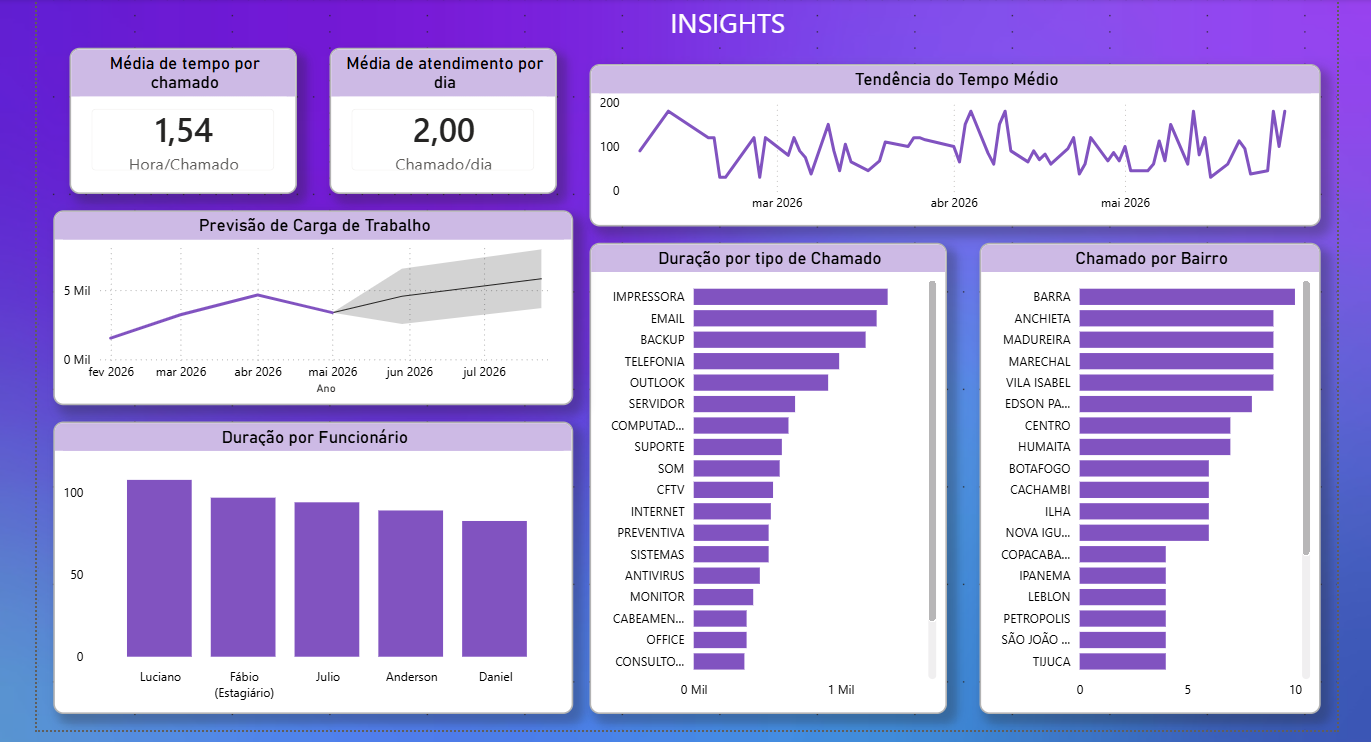 INSIGHTS
Média de tempo por
chamado
1,54
Hora/Chamado
Média de atendimento por
dia
2,00
Chamado/dia
Tendência do Tempo Médio
200
100
0
mar 2026
abr 2026
mai 2026
Previsão de Carga de Trabalho
5 Mil
0 Mil
fev 2026
mar 2026
abr 2026
mai 2026
jun 2026
jul 2026
Ano
Duração por Funcionário
100
50
0
Luciano
Fábio
(Estagiário)
Julio
Anderson
Daniel
Duração por tipo de Chamado
IMPRESSORA
EMAIL
BACKUP
TELEFONIA
OUTLOOK
SERVIDOR
COMPUTAD...
SUPORTE
SOM
CFTV
INTERNET
PREVENTIVA
SISTEMAS
ANTIVIRUS
MONITOR
CABEAMEN...
OFFICE
CONSULTO...
0 Mil
1 Mil
Chamado por Bairro
BARRA
ANCHIETA
MADUREIRA
MARECHAL
VILA ISABEL
EDSON PA...
CENTRO
HUMAITA
BOTAFOGO
CACHAMBI
ILHA
NOVA IGU...
COPACABA...
IPANEMA
LEBLON
PETROPOLIS
SÃO JOÃO ...
TIJUCA
0
5
10